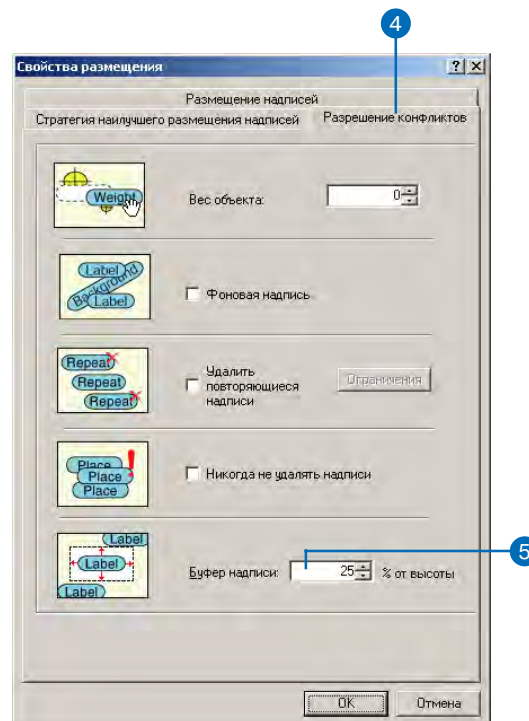 4
Свойства размещения
Размещение надписей
Стратегия наилучшего размещения надписей
Разрешение конфликтов
Weight
Вес объекта:
0
Label
Background
Label
Фоновая надпись
Repeat
Repeat
Repeat
Удалить
повторяющиеся
надписи
Ограничения
Place
Place
Place
Никогда не удалять надписи
Label
Label
Label
Буфер надписи:
25
% от высоты
5
OK
Отмена